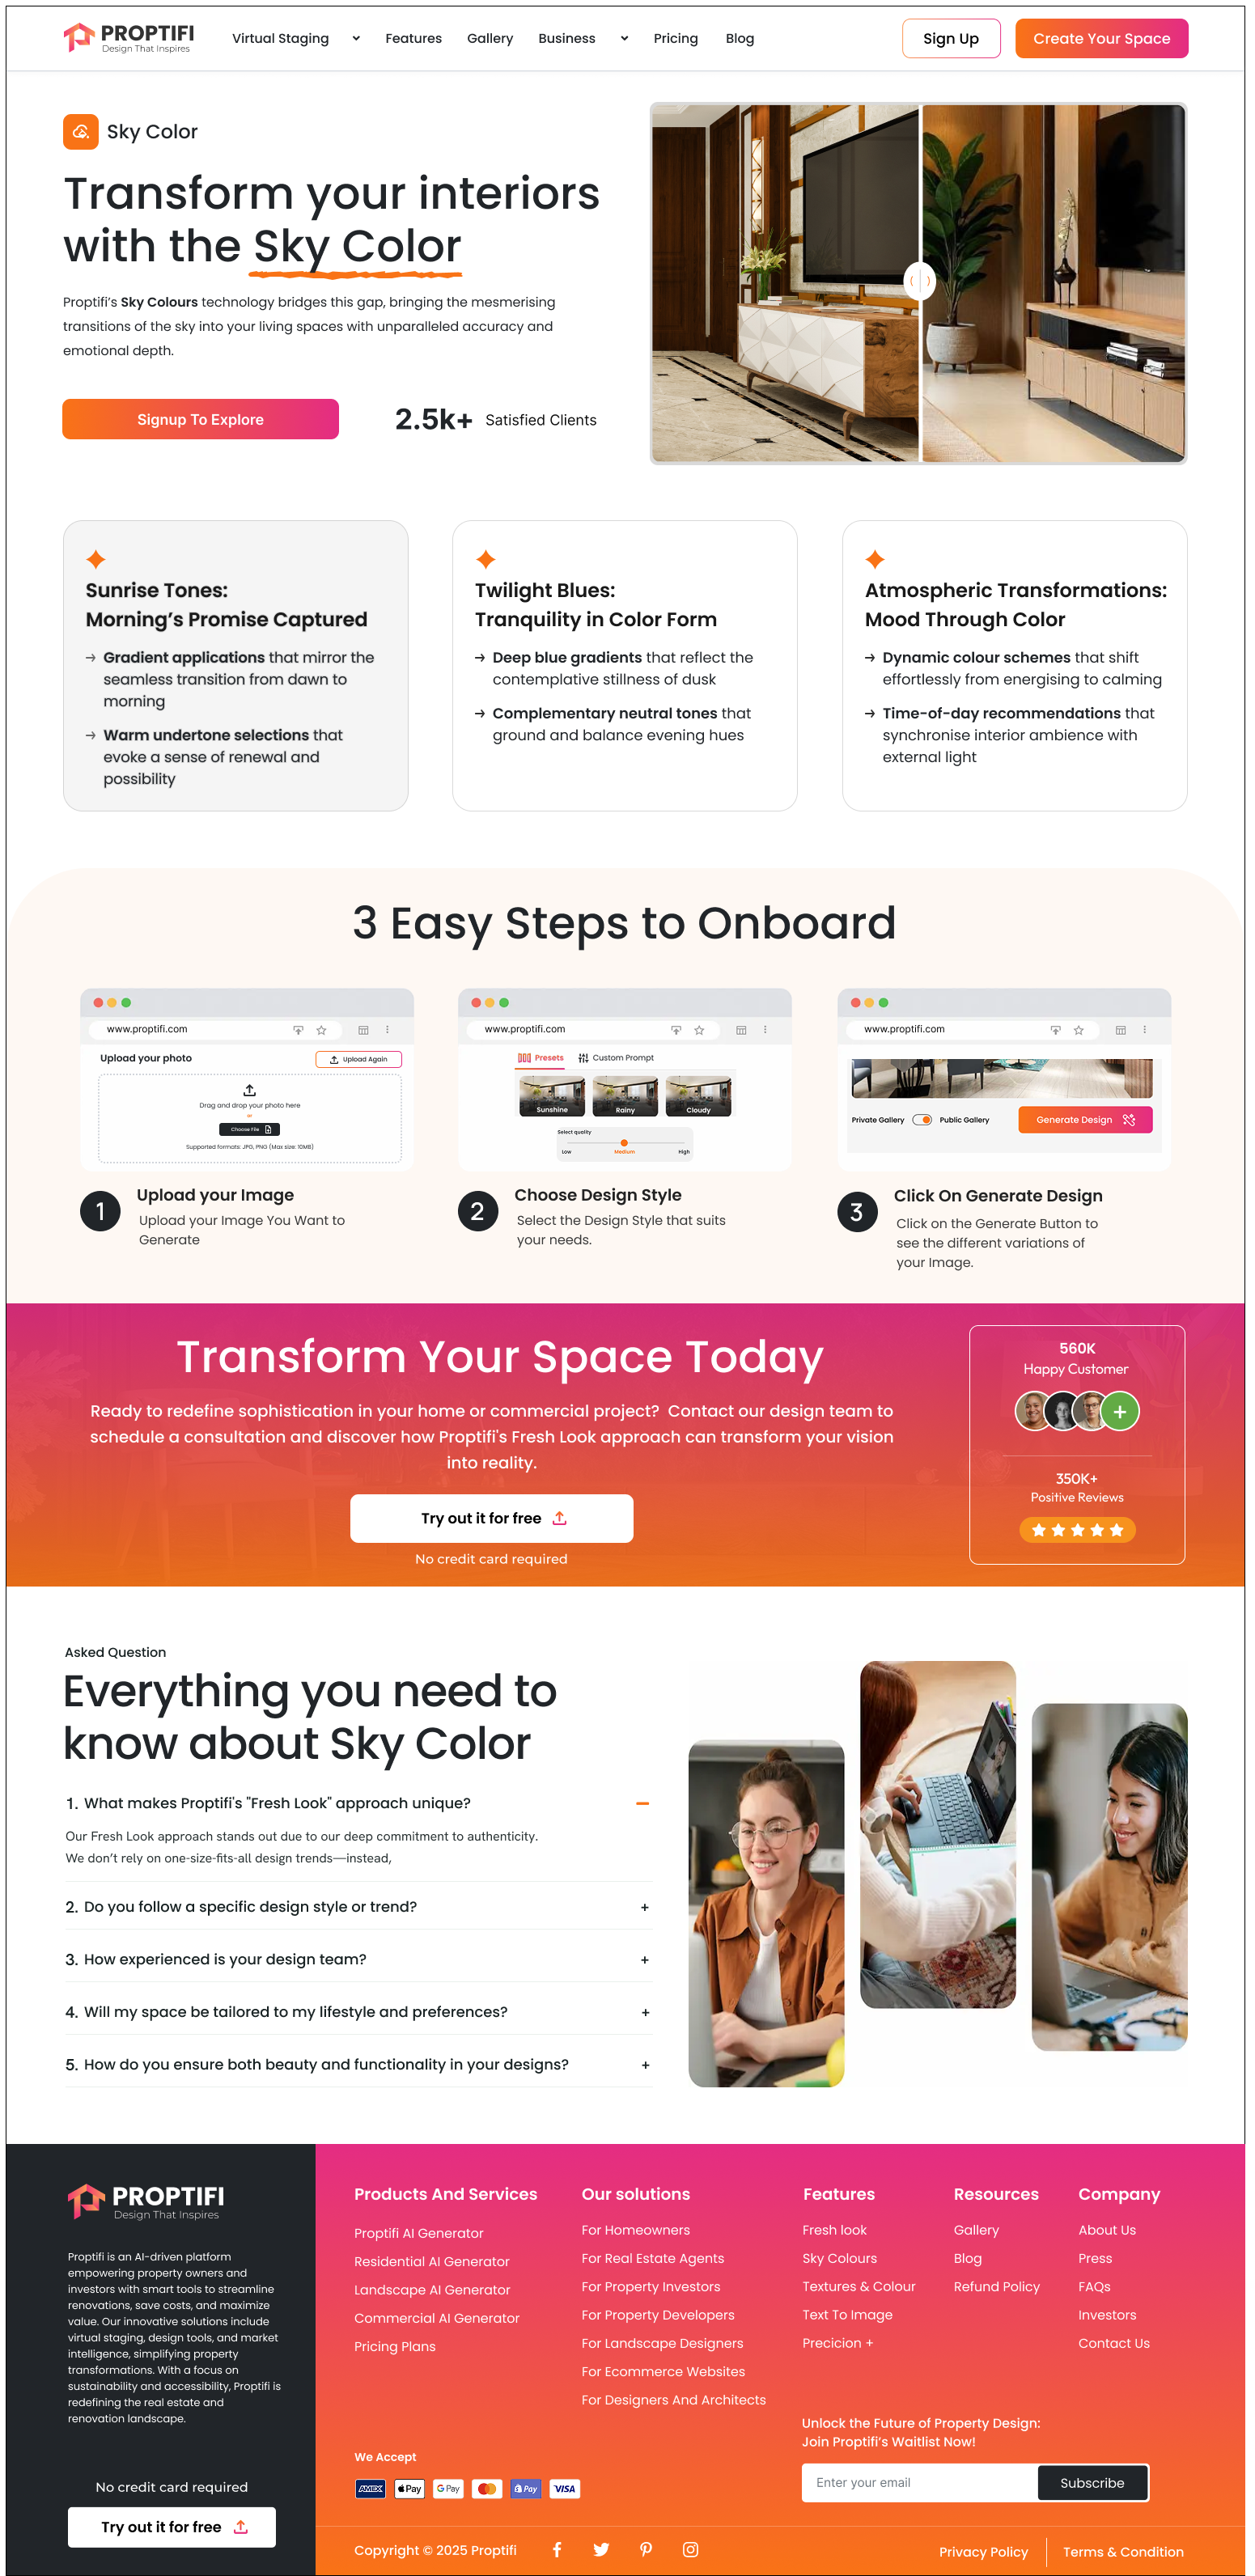 PROPTIFI
Design That Inspires
Virtual Staging
Features
Gallery
Business
Pricing
Blog
Sign Up
Create Your Space
Sky Color
Transform your interiors
with the Sky Color
Proptifi’s Sky Colours technology bridges this gap, bringing the mesmerising
transitions of the sky into your living spaces with unparalleled accuracy and
emotional depth.
Signup To Explore
2.5k+ Satisfied Clients
Sunrise Tones:
Morning’s Promise Captured
→ Gradient applications that mirror the
seamless transition from dawn to
morning
→ Warm undertone selections that
evoke a sense of renewal and
possibility
Twilight Blues:
Tranquility in Color Form
→ Deep blue gradients that reflect the
contemplative stillness of dusk
→ Complementary neutral tones that
ground and balance evening hues
Atmospheric Transformations:
Mood Through Color
→ Dynamic colour schemes that shift
effortlessly from energising to calming
→ Time-of-day recommendations that
synchronise interior ambience with
external light
3 Easy Steps to Onboard
www.proptifi.com
Upload your photo
Upload Again
Drag and drop your photo here
or
Choose File
Supported formats: JPG, PNG (Max size: 10MB)
1
Upload your Image
Upload your Image You Want to
Generate
www.proptifi.com
Presets
Custom Prompt
Sunshine
Rainy
Cloudy
Select quality
Low
Medium
High
2
Choose Design Style
Select the Design Style that suits
your needs.
www.proptifi.com
Private Gallery
Public Gallery
Generate Design
3
Click On Generate Design
Click on the Generate Button to
see the different variations of
your Image.
Transform Your Space Today
Ready to redefine sophistication in your home or commercial project? Contact our design team to
schedule a consultation and discover how Proptifi's Fresh Look approach can transform your vision
into reality.
Try out it for free
No credit card required
560K
Happy Customer
+
350K+
Positive Reviews
Asked Question
Everything you need to
know about Sky Color
1. What makes Proptifi's "Fresh Look" approach unique?
Our Fresh Look approach stands out due to our deep commitment to authenticity.
We don’t rely on one-size-fits-all design trends—instead,
2. Do you follow a specific design style or trend? +
3. How experienced is your design team? +
4. Will my space be tailored to my lifestyle and preferences? +
5. How do you ensure both beauty and functionality in your designs? +
PROPTIFI
Design That Inspires
Proptifi is an AI-driven platform
empowering property owners and
investors with smart tools to streamline
renovations, save costs, and maximize
value. Our innovative solutions include
virtual staging, design tools, and market
intelligence, simplifying property
transformations. With a focus on
sustainability and accessibility, Proptifi is
redefining the real estate and
renovation landscape.
No credit card required
Try out it for free
Products And Services
Proptifi AI Generator
Residential AI Generator
Landscape AI Generator
Commercial AI Generator
Pricing Plans
Our solutions
For Homeowners
For Real Estate Agents
For Property Investors
For Property Developers
For Landscape Designers
For Ecommerce Websites
For Designers And Architects
Features
Fresh look
Sky Colours
Textures & Colour
Text To Image
Precicion +
Resources
Gallery
Blog
Refund Policy
Company
About Us
Press
FAQs
Investors
Contact Us
We Accept
AMEX
Pay
G Pay
Pay
VISA
Unlock the Future of Property Design:
Join Proptifi’s Waitlist Now!
Enter your email
Subscribe
Copyright © 2025 Proptifi
Privacy Policy
Terms & Condition